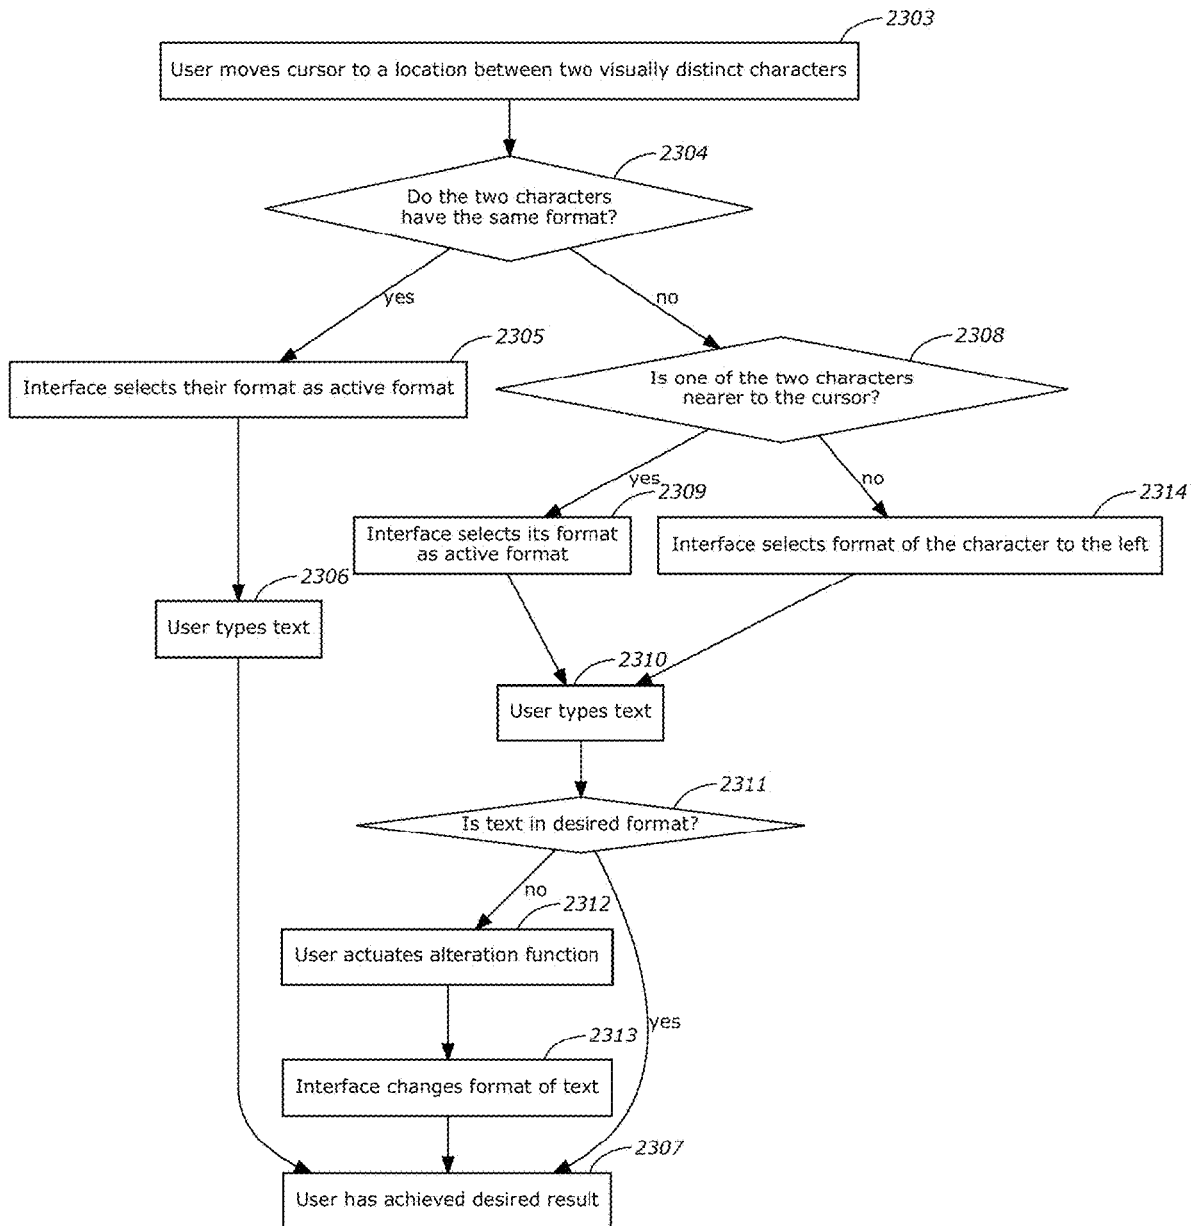 2303
User moves cursor to a location between two visually distinct characters
2304
Do the two characters
have the same format?
yes
no
2305
Interface selects their format as active format
2308
Is one of the two characters
nearer to the cursor?
yes
no
2309
Interface selects its format
as active format
2314
Interface selects format of the character to the left
2306
User types text
2310
User types text
2311
Is text in desired format?
no
2312
User actuates alteration function
yes
2313
Interface changes format of text
2307
User has achieved desired result